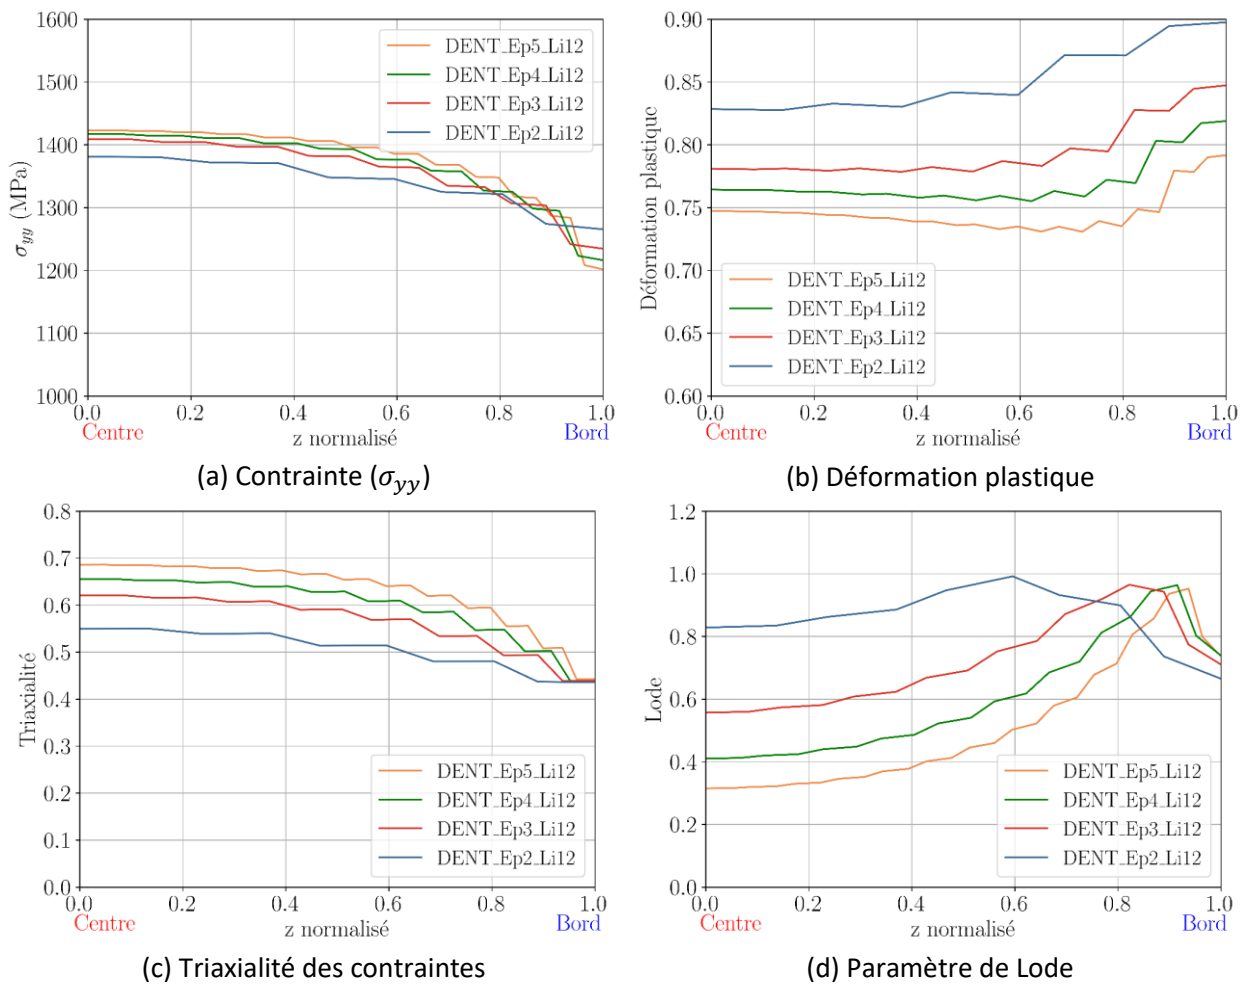 1600
1500
1400
1300
1200
1100
1000
σyy (MPa)
DENT_Ep5_Li12
DENT_Ep4_Li12
DENT_Ep3_Li12
DENT_Ep2_Li12
0.0 0.2 0.4 0.6 0.8 1.0
Centre z normalisé Bord
(a) Contrainte (σyy)
0.90
0.85
0.80
0.75
0.70
0.65
0.60
Déformation plastique
DENT_Ep5_Li12
DENT_Ep4_Li12
DENT_Ep3_Li12
DENT_Ep2_Li12
0.0 0.2 0.4 0.6 0.8 1.0
Centre z normalisé Bord
(b) Déformation plastique
0.8
0.7
0.6
0.5
0.4
0.3
0.2
0.1
0.0
Triaxialité
DENT_Ep5_Li12
DENT_Ep4_Li12
DENT_Ep3_Li12
DENT_Ep2_Li12
0.0 0.2 0.4 0.6 0.8 1.0
Centre z normalisé Bord
(c) Triaxialité des contraintes
1.2
1.0
0.8
0.6
0.4
0.2
0.0
Lode
DENT_Ep5_Li12
DENT_Ep4_Li12
DENT_Ep3_Li12
DENT_Ep2_Li12
0.0 0.2 0.4 0.6 0.8 1.0
Centre z normalisé Bord
(d) Paramètre de Lode